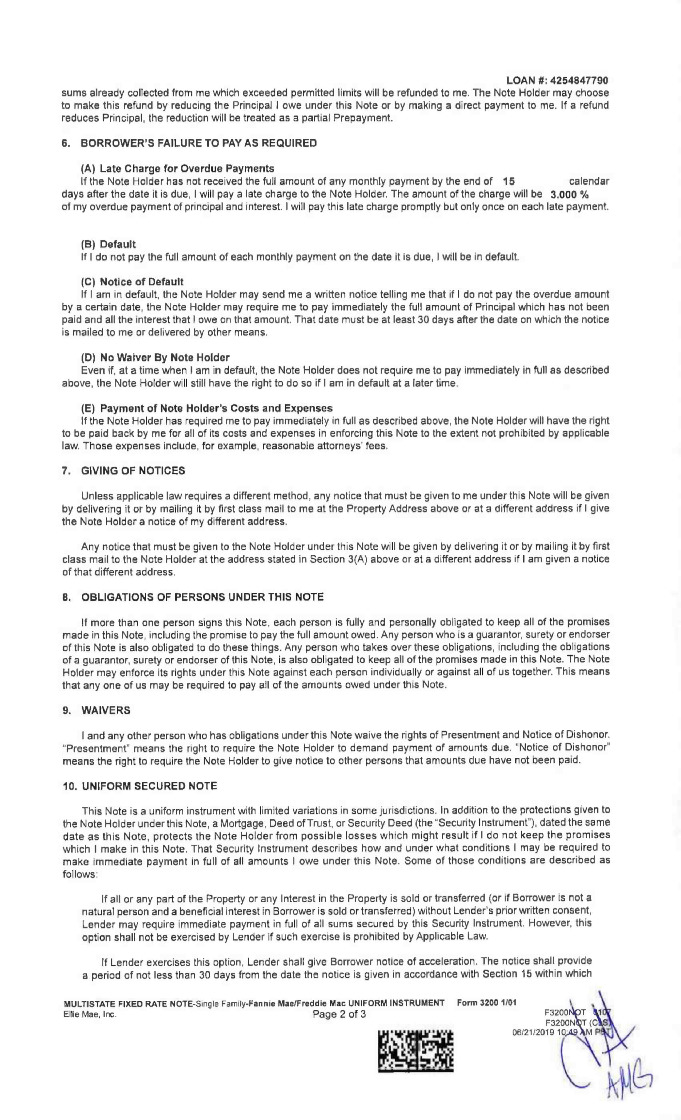 LOAN #: 4254847790
sums already collected from me which exceeded permitted limits will be refunded to me. The Note Holder may choose
to make this refund by reducing the Principal I owe under this Note or by making a direct payment to me. If a refund
reduces Principal, the reduction will be treated as a partial Prepayment.
6. BORROWER'S FAILURE TO PAY AS REQUIRED
(A) Late Charge for Overdue Payments
If the Note Holder has not received the full amount of any monthly payment by the end of 15 calendar
days after the date it is due, I will pay a late charge to the Note Holder. The amount of the charge will be 3.000 %
of my overdue payment of principal and interest. I will pay this late charge promptly but only once on each late payment.
(B) Default
If I do not pay the full amount of each monthly payment on the date it is due, I will be in default.
(C) Notice of Default
If I am in default, the Note Holder may send me a written notice telling me that if I do not pay the overdue amount
by a certain date, the Note Holder may require me to pay immediately the full amount of Principal which has not been
paid and all the interest that I owe on that amount. That date must be at least 30 days after the date on which the notice
is mailed to me or delivered by other means.
(D) No Waiver By Note Holder
Even if, at a time when I am in default, the Note Holder does not require me to pay immediately in full as described
above, the Note Holder will still have the right to do so if I am in default at a later time.
(E) Payment of Note Holder's Costs and Expenses
If the Note Holder has required me to pay immediately in full as described above, the Note Holder will have the right
to be paid back by me for all of its costs and expenses in enforcing this Note to the extent not prohibited by applicable
law. Those expenses include, for example, reasonable attorneys' fees.
7. GIVING OF NOTICES
Unless applicable law requires a different method, any notice that must be given to me under this Note will be given
by delivering it or by mailing it by first class mail to me at the Property Address above or at a different address if I give
the Note Holder a notice of my different address.
Any notice that must be given to the Note Holder under this Note will be given by delivering it or by mailing it by first
class mail to the Note Holder at the address stated in Section 3(A) above or at a different address if I am given a notice
of that different address.
8. OBLIGATIONS OF PERSONS UNDER THIS NOTE
If more than one person signs this Note, each person is fully and personally obligated to keep all of the promises
made in this Note, including the promise to pay the full amount owed. Any person who is a guarantor, surety or endorser
of this Note is also obligated to do these things. Any person who takes over these obligations, including the obligations
of a guarantor, surety or endorser of this Note, is also obligated to keep all of the promises made in this Note. The Note
Holder may enforce its rights under this Note against each person individually or against all of us together. This means
that any one of us may be required to pay all of the amounts owed under this Note.
9. WAIVERS
I and any other person who has obligations under this Note waive the rights of Presentment and Notice of Dishonor.
"Presentment" means the right to require the Note Holder to demand payment of amounts due. "Notice of Dishonor"
means the right to require the Note Holder to give notice to other persons that amounts due have not been paid.
10. UNIFORM SECURED NOTE
This Note is a uniform instrument with limited variations in some jurisdictions. In addition to the protections given to
the Note Holder under this Note, a Mortgage, Deed of Trust, or Security Deed (the "Security Instrument"), dated the same
date as this Note, protects the Note Holder from possible losses which might result if I do not keep the promises
which I make in this Note. That Security Instrument describes how and under what conditions I may be required to
make immediate payment in full of all amounts I owe under this Note. Some of those conditions are described as
follows:
If all or any part of the Property or any Interest in the Property is sold or transferred (or if Borrower is not a
natural person and a beneficial interest in Borrower is sold or transferred) without Lender's prior written consent,
Lender may require immediate payment in full of all sums secured by this Security Instrument. However, this
option shall not be exercised by Lender if such exercise is prohibited by Applicable Law.
If Lender exercises this option, Lender shall give Borrower notice of acceleration. The notice shall provide
a period of not less than 30 days from the date the notice is given in accordance with Section 15 within which
MULTISTATE FIXED RATE NOTE-Single Family-Fannie Mae/Freddie Mac UNIFORM INSTRUMENT Form 3200 1/01
Ellie Mae, Inc. Page 2 of 3
F3200NOT
F3200NOT (CLS)
06/21/2019 10:49 AM PST
AMG